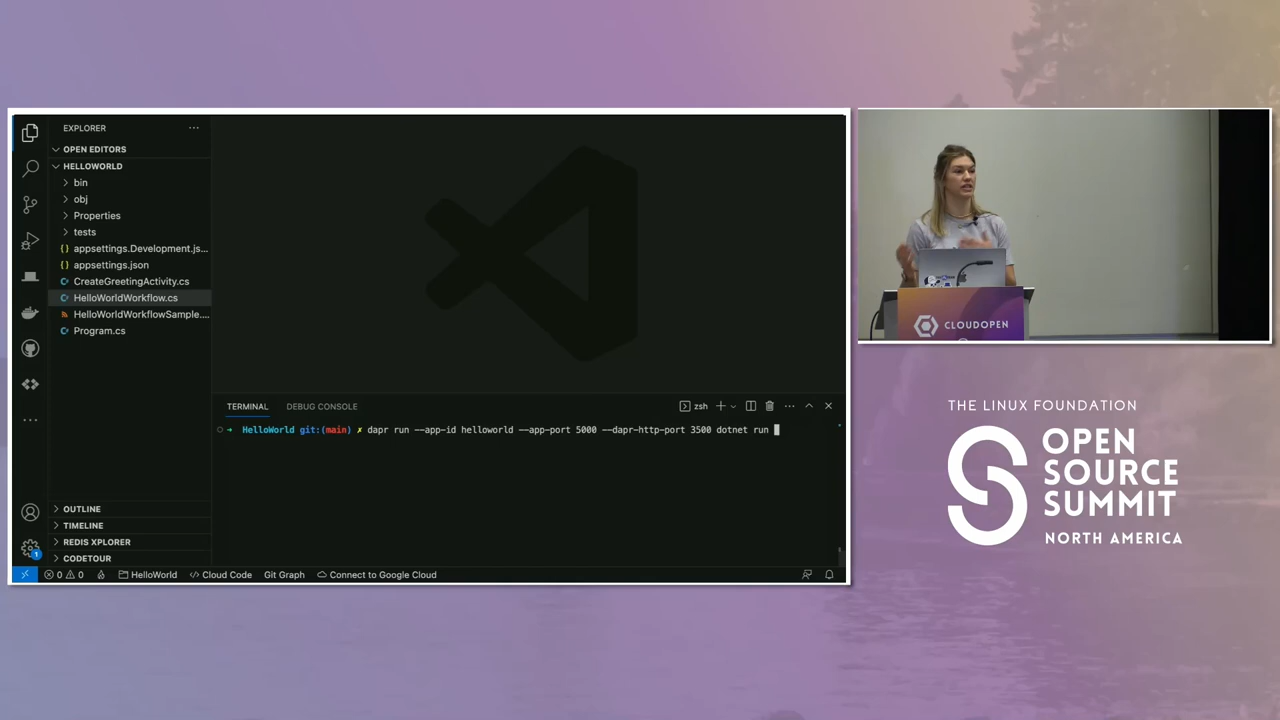 EXPLORER
OPEN EDITORS
HELLOWORLD
bin
obj
Properties
tests
appsettings.Development.js...
appsettings.json
CreateGreetingActivity.cs
HelloWorldWorkflow.cs
HelloWorldWorkflowSample....
Program.cs
OUTLINE
TIMELINE
REDIS XPLORER
CODETOUR
TERMINAL DEBUG CONSOLE zsh
HelloWorld git:(main) ✗ dapr run --app-id helloworld --app-port 5000 --dapr-http-port 3500 dotnet run
1
0 0 HelloWorld Cloud Code Git Graph Connect to Google Cloud
CLOUDOPEN
THE LINUX FOUNDATION
OPEN
SOURCE
SUMMIT
NORTH AMERICA